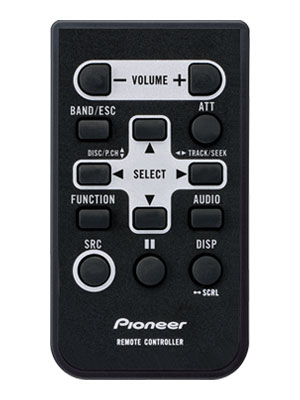 − VOLUME +
BAND/ESC ATT
DISC/P.CH TRACK/SEEK
SELECT
FUNCTION AUDIO
SRC DISP
SCRL
Pioneer
REMOTE CONTROLLER